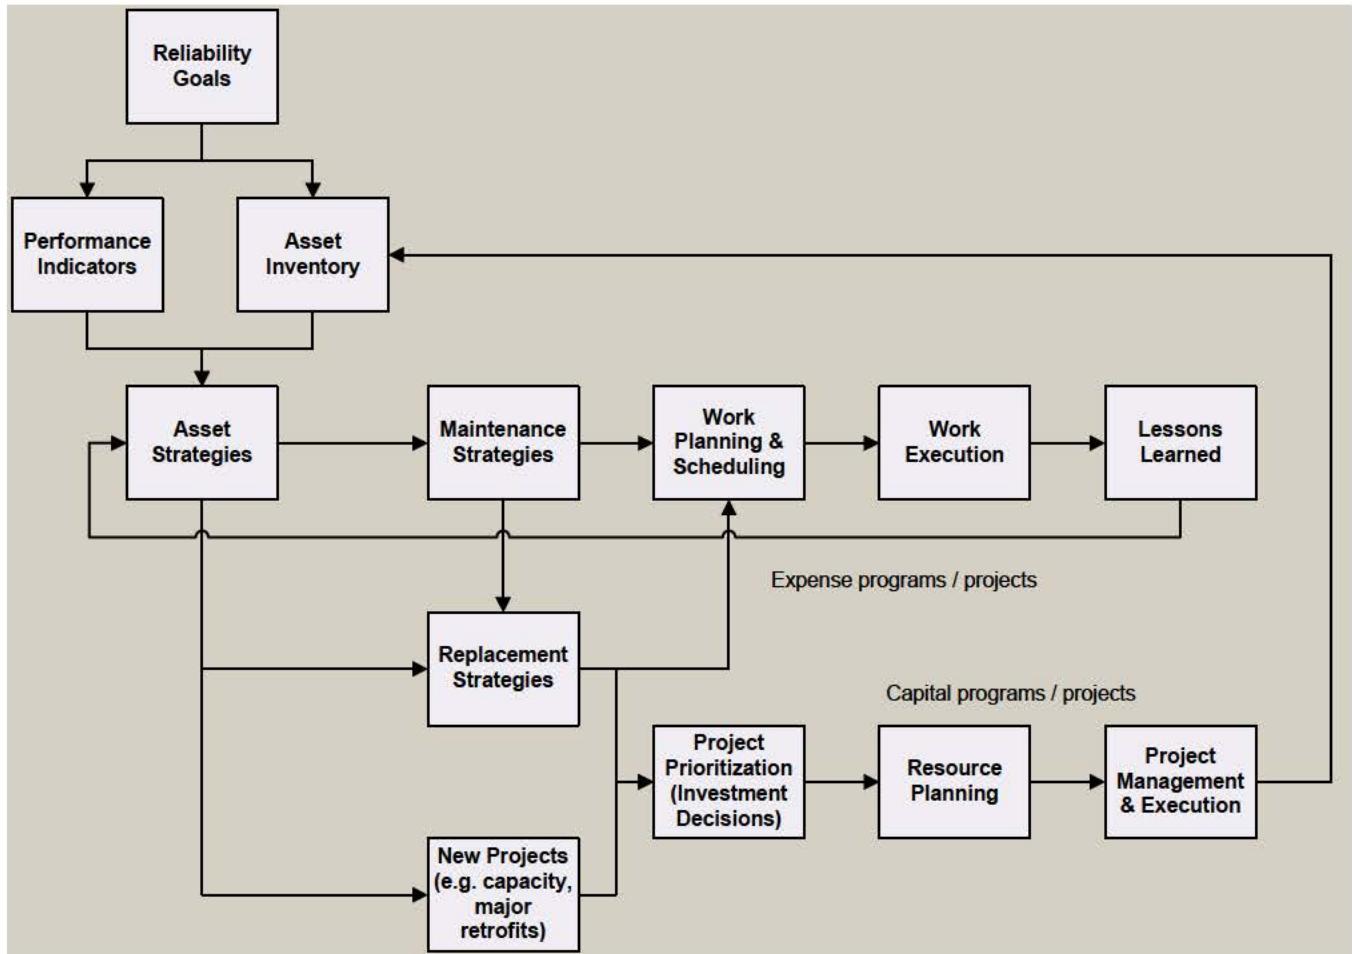 Reliability
Goals
Performance
Indicators
Asset
Inventory
Asset
Strategies
Maintenance
Strategies
Work
Planning &
Scheduling
Work
Execution
Lessons
Learned
Expense programs / projects
Replacement
Strategies
Capital programs / projects
Project
Prioritization
(Investment
Decisions)
Resource
Planning
Project
Management
& Execution
New Projects
(e.g. capacity,
major
retrofits)